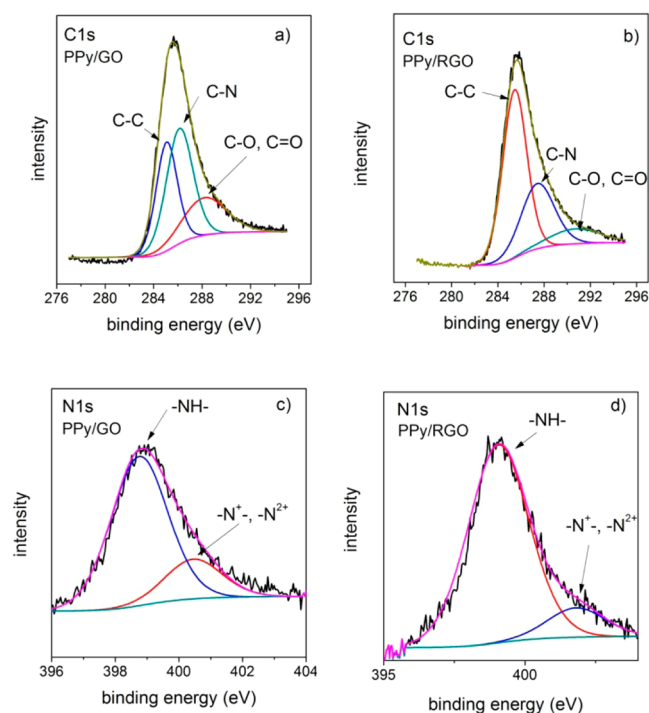 C1s
a)
PPy/GO
C-N
C-C
C-O, C=O
intensity
276 280 284 288 292 296
binding energy (eV)
C1s
b)
PPy/RGO
C-C
C-N
C-O, C=O
intensity
276 280 284 288 292 296
binding energy (eV)
N1s
-NH-
c)
PPy/GO
-N⁺-, -N²⁺
intensity
396 398 400 402 404
binding energy (eV)
N1s
d)
PPy/RGO
-NH-
-N⁺-, -N²⁺
intensity
395 400
binding energy (eV)